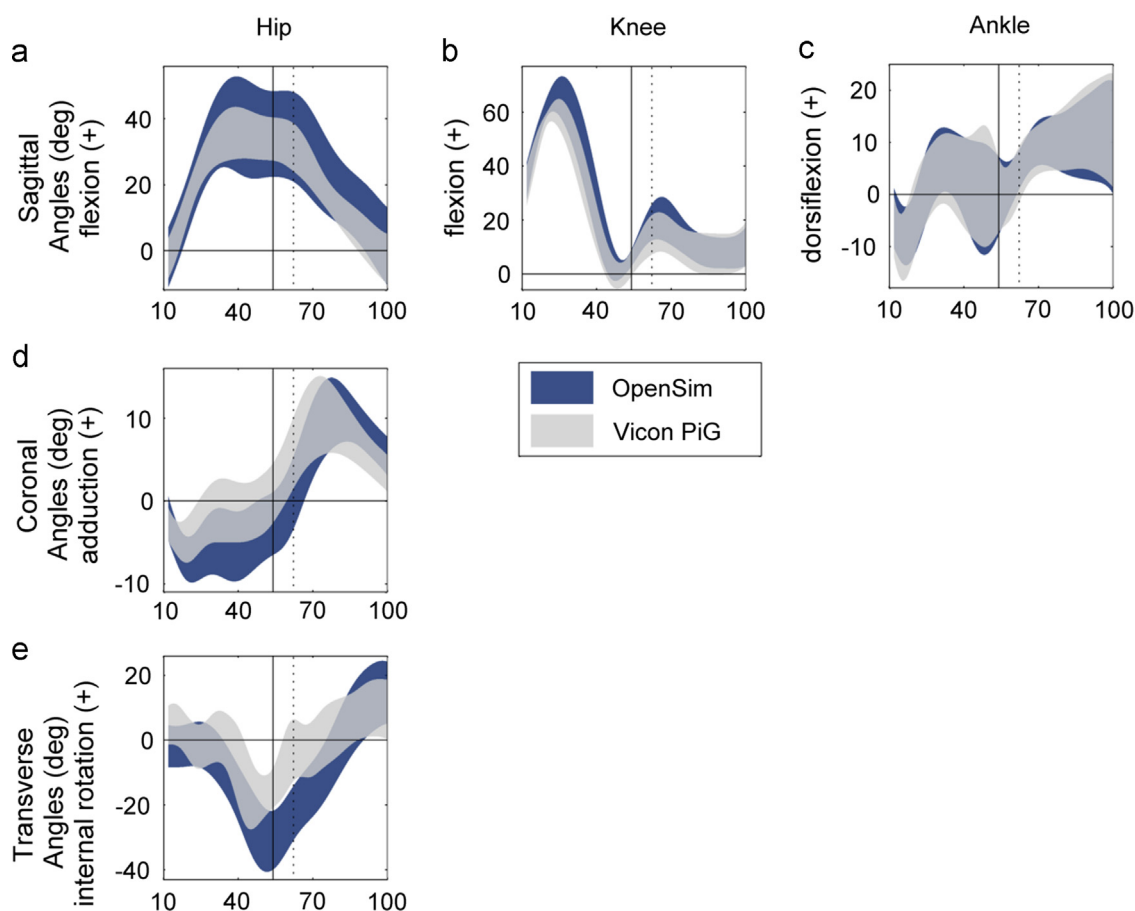 Hip
Knee
Ankle
a
b
c
Sagittal
Angles (deg)
flexion (+)
40
20
0
10
40
70
100
flexion (+)
60
40
20
0
10
40
70
100
dorsiflexion (+)
20
10
0
-10
10
40
70
100
d
Coronal
Angles (deg)
adduction (+)
10
0
-10
10
40
70
100
OpenSim
Vicon PiG
e
Transverse
Angles (deg)
internal rotation (+)
20
0
-20
-40
10
40
70
100